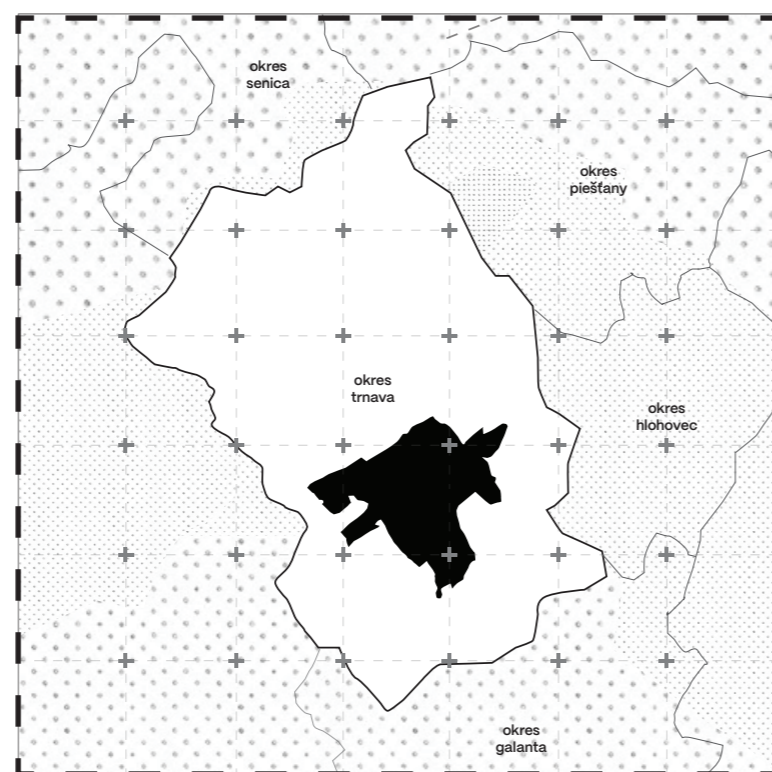 okres
senica
okres
piešťany
okres
trnava
okres
hlohovec
okres
galanta